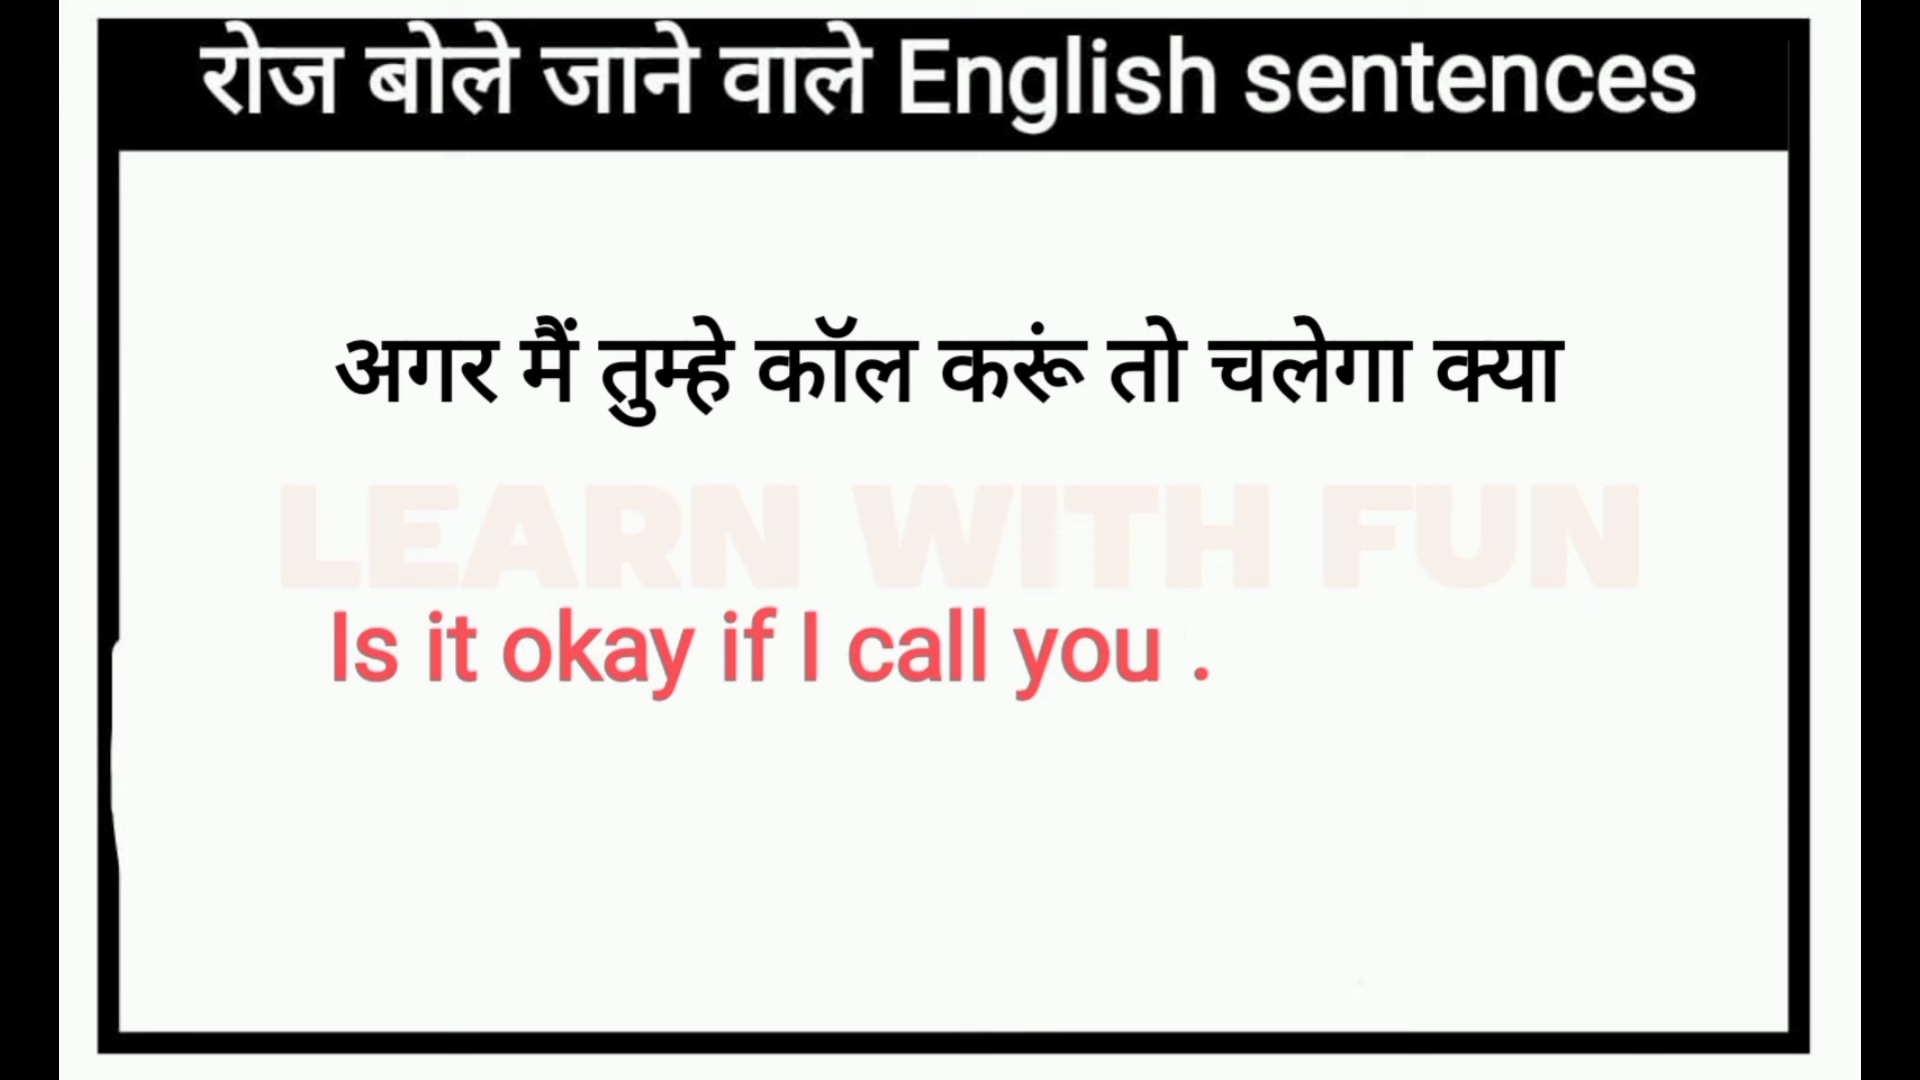 रोज बोले जाने वाले English sentences
अगर मैं तुम्हे कॉल करूं तो चलेगा क्या
LEARN WITH FUN
Is it okay if I call you .